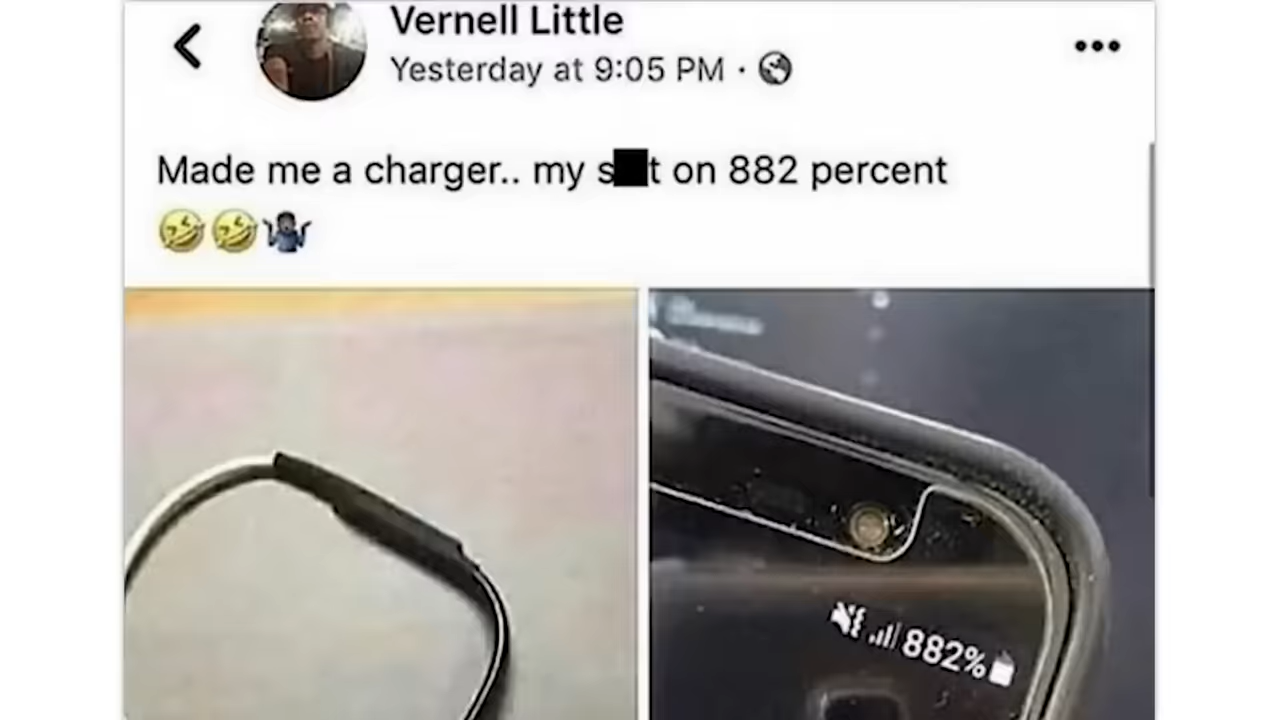 Vernell Little
Yesterday at 9:05 PM ·
Made me a charger.. my s█t on 882 percent
🤣🤣🤷🏿‍♂️
882%